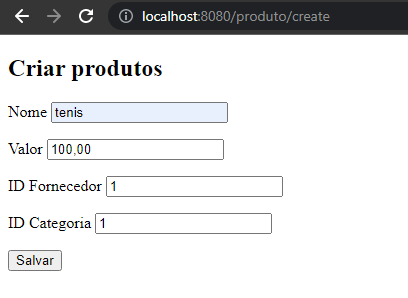 localhost:8080/produto/create
Criar produtos
Nome tenis
Valor 100,00
ID Fornecedor 1
ID Categoria 1
Salvar